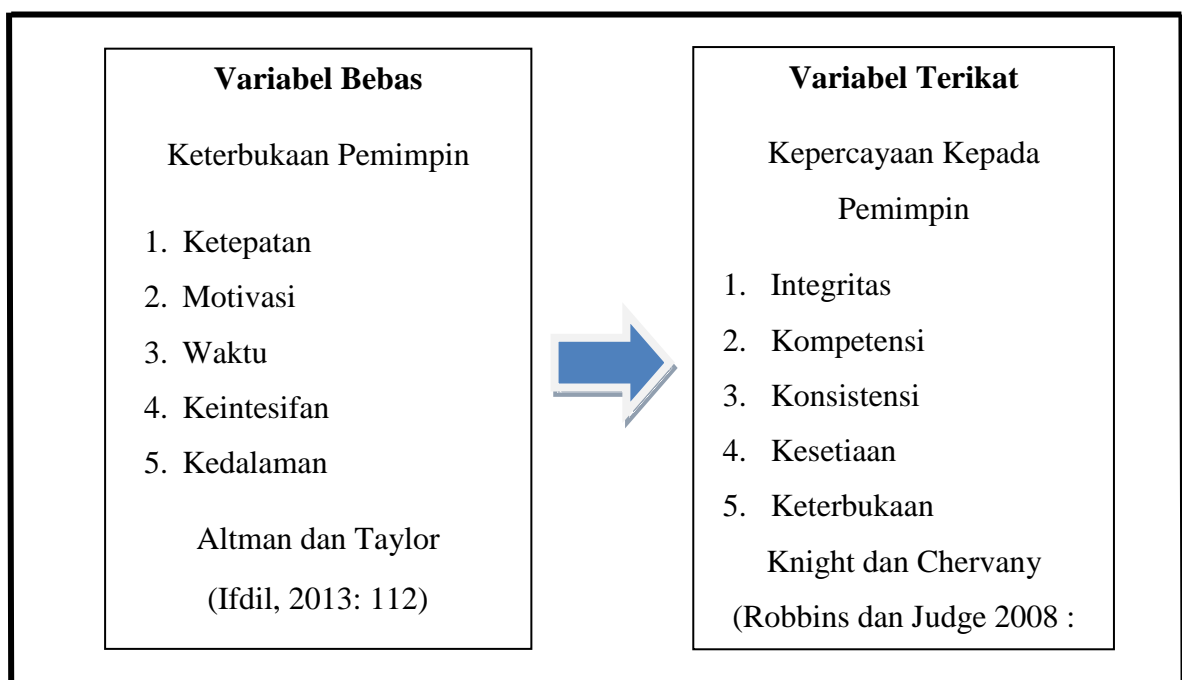 Variabel Bebas
Keterbukaan Pemimpin
1. Ketepatan
2. Motivasi
3. Waktu
4. Keintesifan
5. Kedalaman
Altman dan Taylor
(Ifdil, 2013: 112)
Variabel Terikat
Kepercayaan Kepada
Pemimpin
1. Integritas
2. Kompetensi
3. Konsistensi
4. Kesetiaan
5. Keterbukaan
Knight dan Chervany
(Robbins dan Judge 2008 :